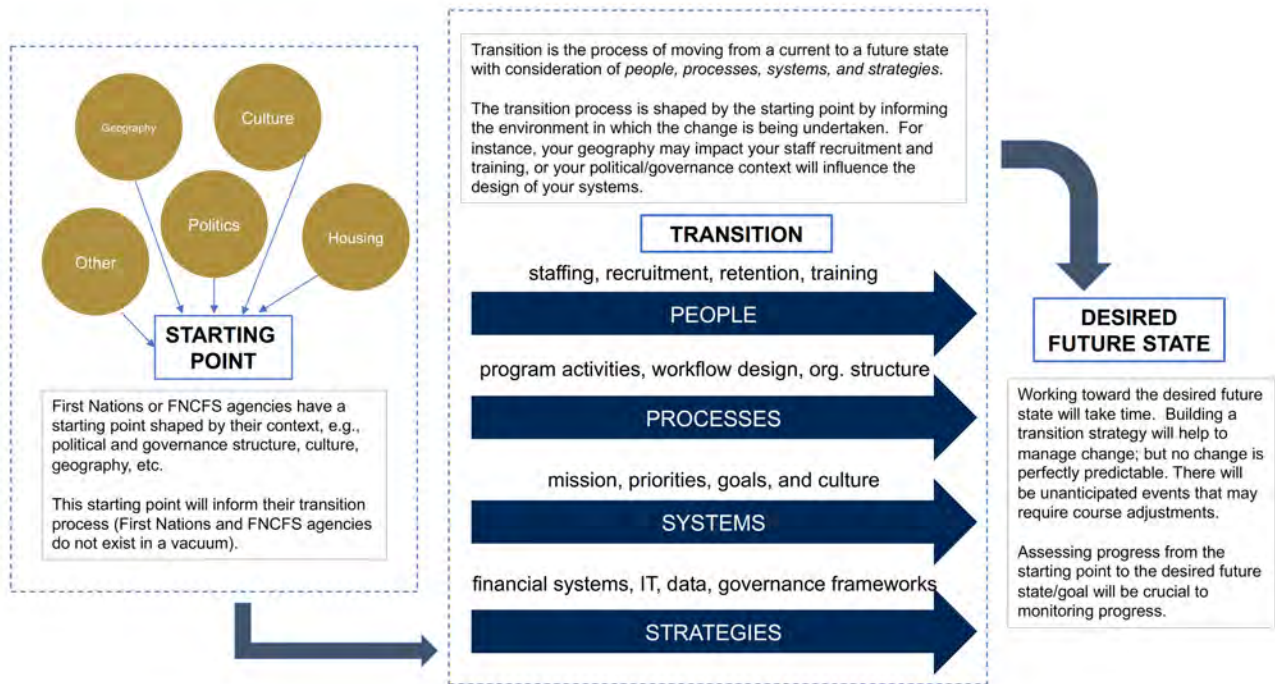 Geography
Culture
Politics
Housing
Other
STARTING
POINT
First Nations or FNCFS agencies have a
starting point shaped by their context, e.g.,
political and governance structure, culture,
geography, etc.
This starting point will inform their transition
process (First Nations and FNCFS agencies
do not exist in a vacuum).
Transition is the process of moving from a current to a future state
with consideration of people, processes, systems, and strategies.
The transition process is shaped by the starting point by informing
the environment in which the change is being undertaken.  For
instance, your geography may impact your staff recruitment and
training, or your political/governance context will influence the
design of your systems.
TRANSITION
staffing, recruitment, retention, training
PEOPLE
program activities, workflow design, org. structure
PROCESSES
mission, priorities, goals, and culture
SYSTEMS
financial systems, IT, data, governance frameworks
STRATEGIES
DESIRED
FUTURE STATE
Working toward the desired future
state will take time.  Building a
transition strategy will help to
manage change; but no change is
perfectly predictable. There will
be unanticipated events that may
require course adjustments.
Assessing progress from the
starting point to the desired future
state/goal will be crucial to
monitoring progress.